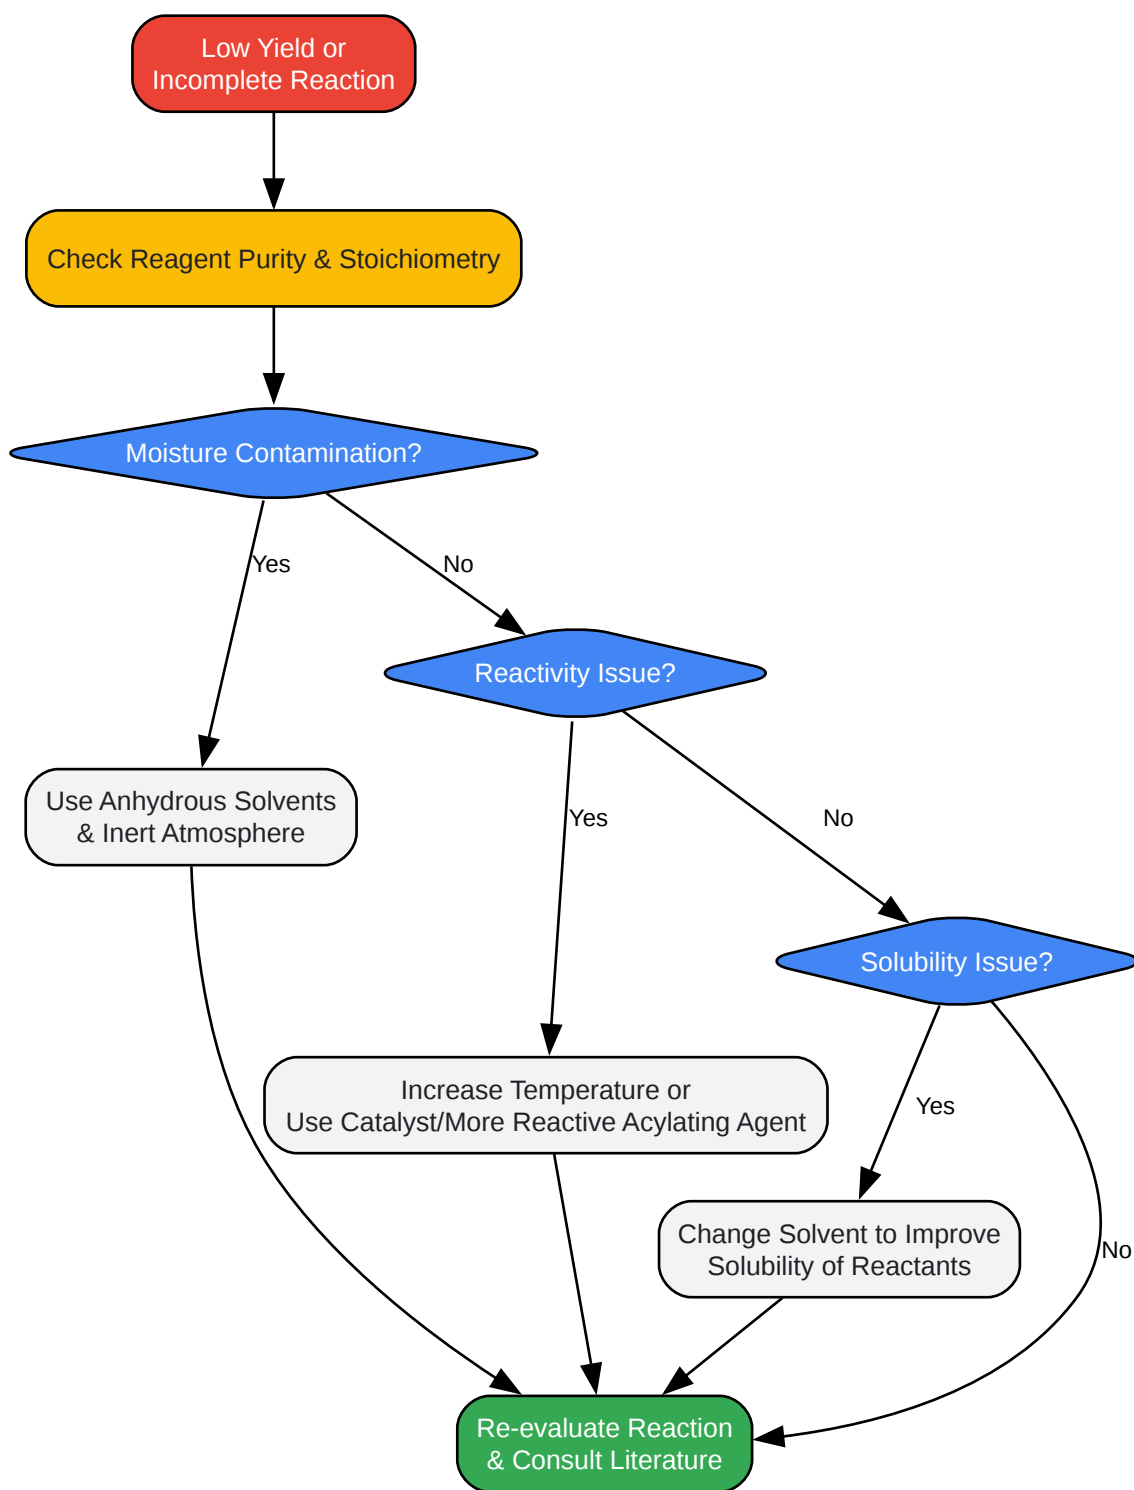 Low Yield or
Incomplete Reaction
Check Reagent Purity & Stoichiometry
Moisture Contamination?
Yes
No
Reactivity Issue?
Use Anhydrous Solvents
& Inert Atmosphere
Yes
No
Solubility Issue?
Increase Temperature or
Use Catalyst/More Reactive Acylating Agent
Yes
Change Solvent to Improve
Solubility of Reactants
No
Re-evaluate Reaction
& Consult Literature